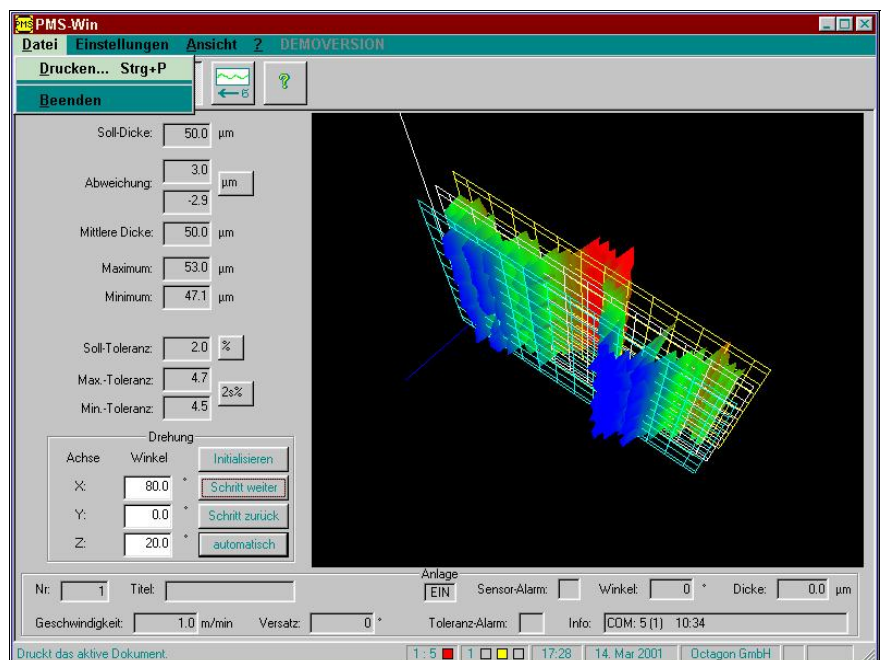 PMS PMS-Win
Datei Einstellungen Ansicht ? DEMOVERSION
Drucken... Strg+P
Beenden
?
Soll-Dicke: 50.0 µm
Abweichung: 3.0 µm
-2.9
Mittlere Dicke: 50.0 µm
Maximum: 53.0 µm
Minimum: 47.1 µm
Soll-Toleranz: 2.0 %
Max.-Toleranz: 4.7 2s%
Min.-Toleranz: 4.5
Drehung
Achse Winkel Initialisieren
X: 80.0 ° Schritt weiter
Y: 0.0 ° Schritt zurück
Z: 20.0 ° automatisch
Anlage
Nr: 1 Titel: EIN Sensor-Alarm: Winkel: 0 ° Dicke: 0.0 µm
Geschwindigkeit: 1.0 m/min Versatz: 0 ° Toleranz-Alarm: Info: COM: 5 (1) 10:34
Druckt das aktive Dokument. 1 : 5 1 17:28 14. Mar 2001 Octagon GmbH